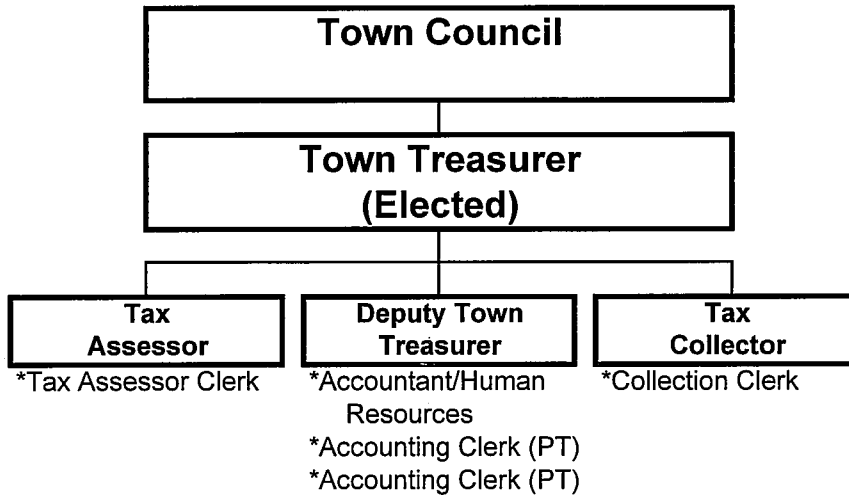 Town Council
Town Treasurer
(Elected)
Tax
Assessor
*Tax Assessor Clerk
Deputy Town
Treasurer
*Accountant/Human
Resources
*Accounting Clerk (PT)
*Accounting Clerk (PT)
Tax
Collector
*Collection Clerk